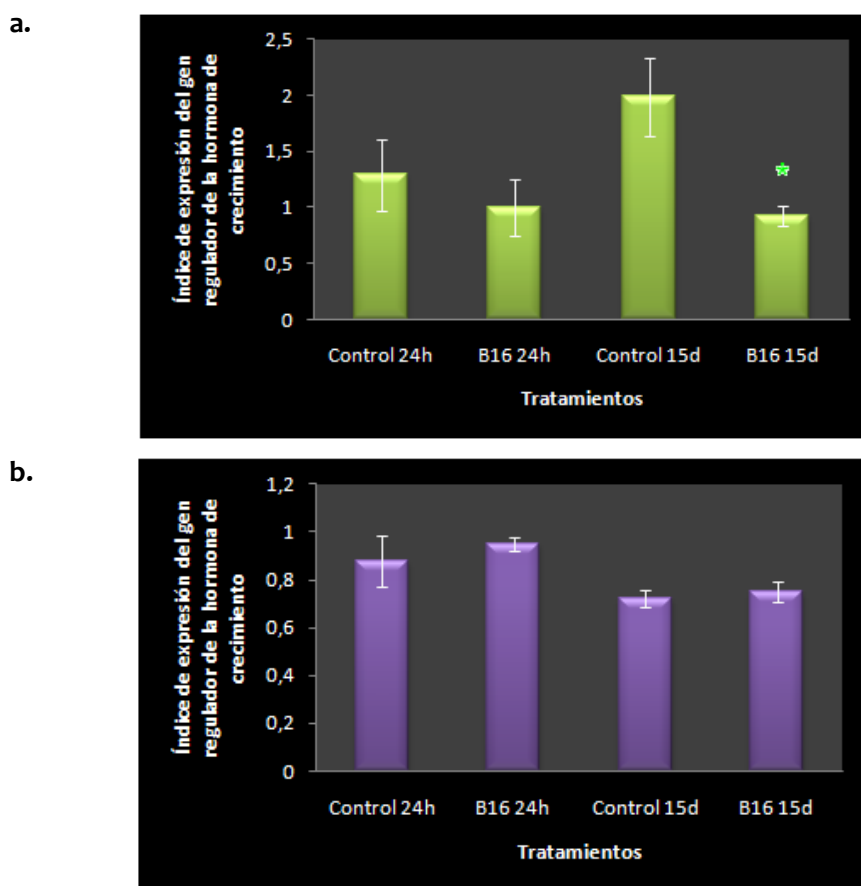 a.
Índice de expresión del gen
regulador de la hormona de
crecimiento
2,5
2
1,5
1
0,5
0
Control 24h
B16 24h
Control 15d
B16 15d
Tratamientos
b.
Índice de expresión del gen
regulador de la hormona de
crecimiento
1,2
1
0,8
0,6
0,4
0,2
0
Control 24h
B16 24h
Control 15d
B16 15d
Tratamientos